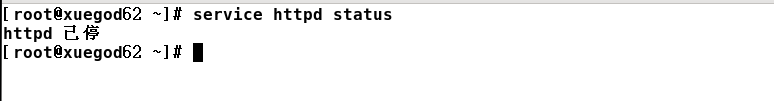 [root@xuegod62 ~]# service httpd status
httpd 已停
[root@xuegod62 ~]#